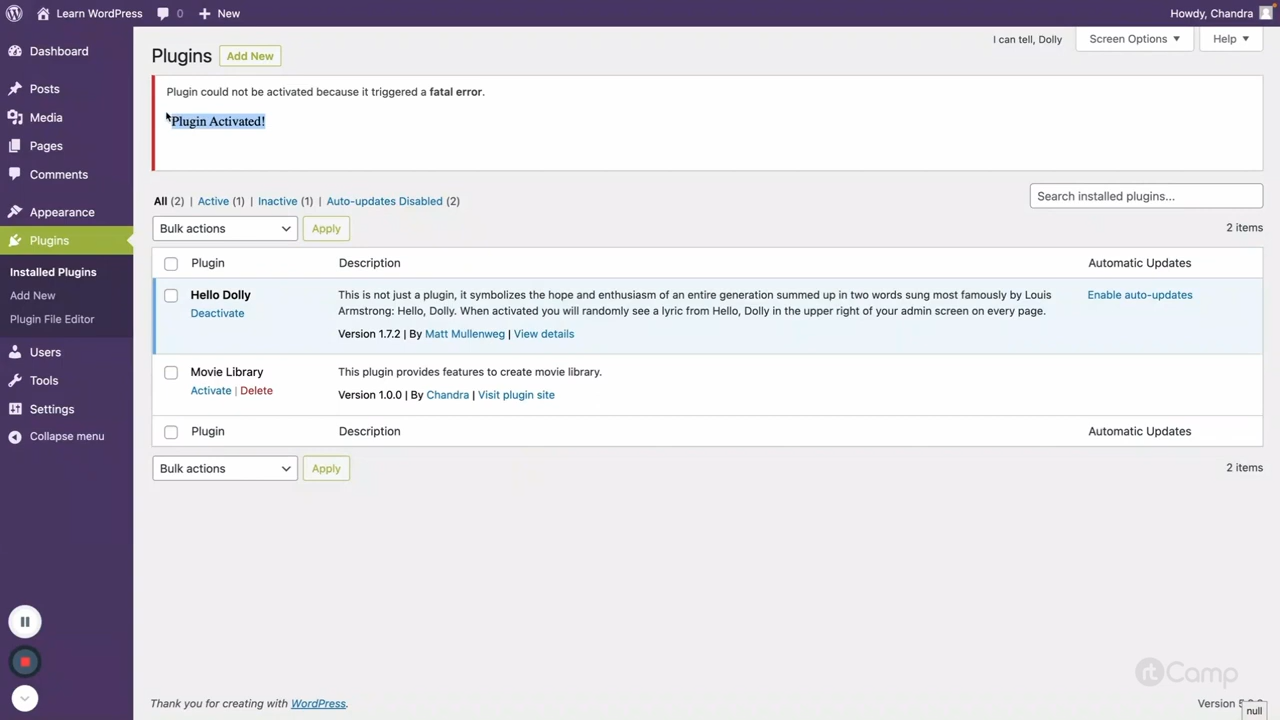 Learn WordPress
0
New
Howdy, Chandra
Dashboard
Posts
Media
Pages
Comments
Appearance
Plugins
Installed Plugins
Add New
Plugin File Editor
Users
Tools
Settings
Collapse menu
Plugins
Add New
I can tell, Dolly
Screen Options
Help
Plugin could not be activated because it triggered a fatal error.
Plugin Activated!
All (2) | Active (1) | Inactive (1) | Auto-updates Disabled (2)
Search installed plugins...
Bulk actions
Apply
2 items
Plugin
Description
Automatic Updates
Hello Dolly
Deactivate
This is not just a plugin, it symbolizes the hope and enthusiasm of an entire generation summed up in two words sung most famously by Louis
Armstrong: Hello, Dolly. When activated you will randomly see a lyric from Hello, Dolly in the upper right of your admin screen on every page.
Version 1.7.2 | By Matt Mullenweg | View details
Enable auto-updates
Movie Library
Activate | Delete
This plugin provides features to create movie library.
Version 1.0.0 | By Chandra | Visit plugin site
Plugin
Description
Automatic Updates
Bulk actions
Apply
2 items
rtCamp
Thank you for creating with WordPress.
Version
null